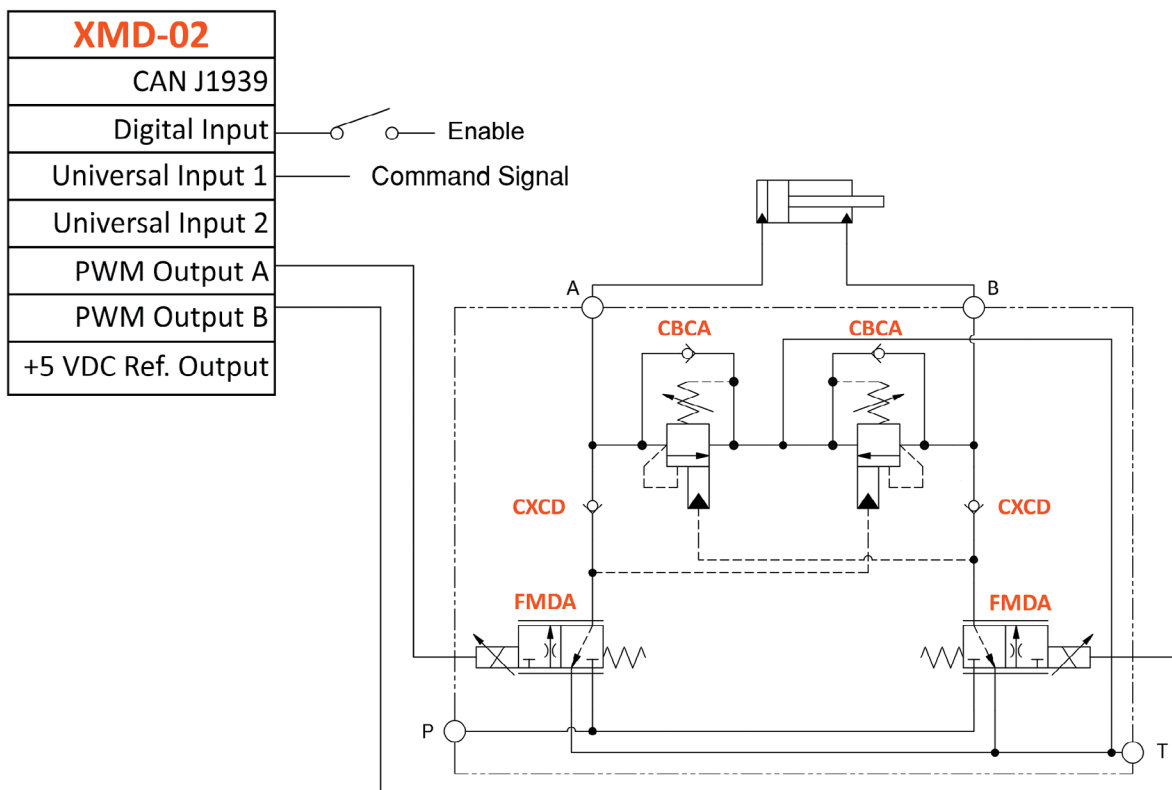 XMD-02
CAN J1939
Digital Input
Enable
Universal Input 1
Command Signal
Universal Input 2
PWM Output A
PWM Output B
+5 VDC Ref. Output
A
B
CBCA
CBCA
CXCD
CXCD
FMDA
FMDA
P
T